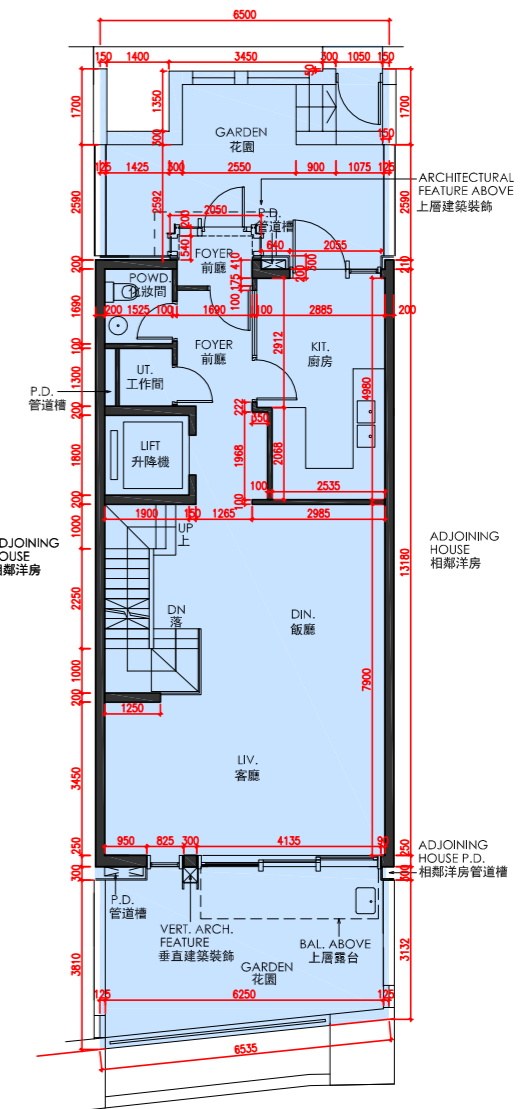 6500
150 1400 3450 300 1050 150
50
1700 1350 1700
GARDEN
花園
300 150
125 1425 300 2550 900 1075 125
ARCHITECTURAL
FEATURE ABOVE
上層建築裝飾
2590 2592 2590
2050
P.D.
管道槽
200
540
FOYER
前廳
640 2055
200 410 300 200 210
POWD.
化妝間
175
100
1690
200 1525 100 1690 100 2885 200
FOYER
前廳
KIT.
廚房
2912
100
UT.
工作間
P.D.
管道槽
1300
4980
222
350
200
LIFT
升降機
1800
1968
2068
100 2535
200
100
1900 150 1265 2985
ADJOINING
HOUSE
相鄰洋房
UP
上
1000
ADJOINING
HOUSE
相鄰洋房
13180
2250
DN
落
DIN.
飯廳
1000
7900
200
1250
LIV.
客廳
3450
950 825 300 4135 90
250 250
300 300
ADJOINING
HOUSE P.D.
相鄰洋房管道槽
P.D.
管道槽
VERT. ARCH.
FEATURE
垂直建築裝飾
BAL. ABOVE
上層露台
3810 3132
GARDEN
花園
125 6250 125
6535